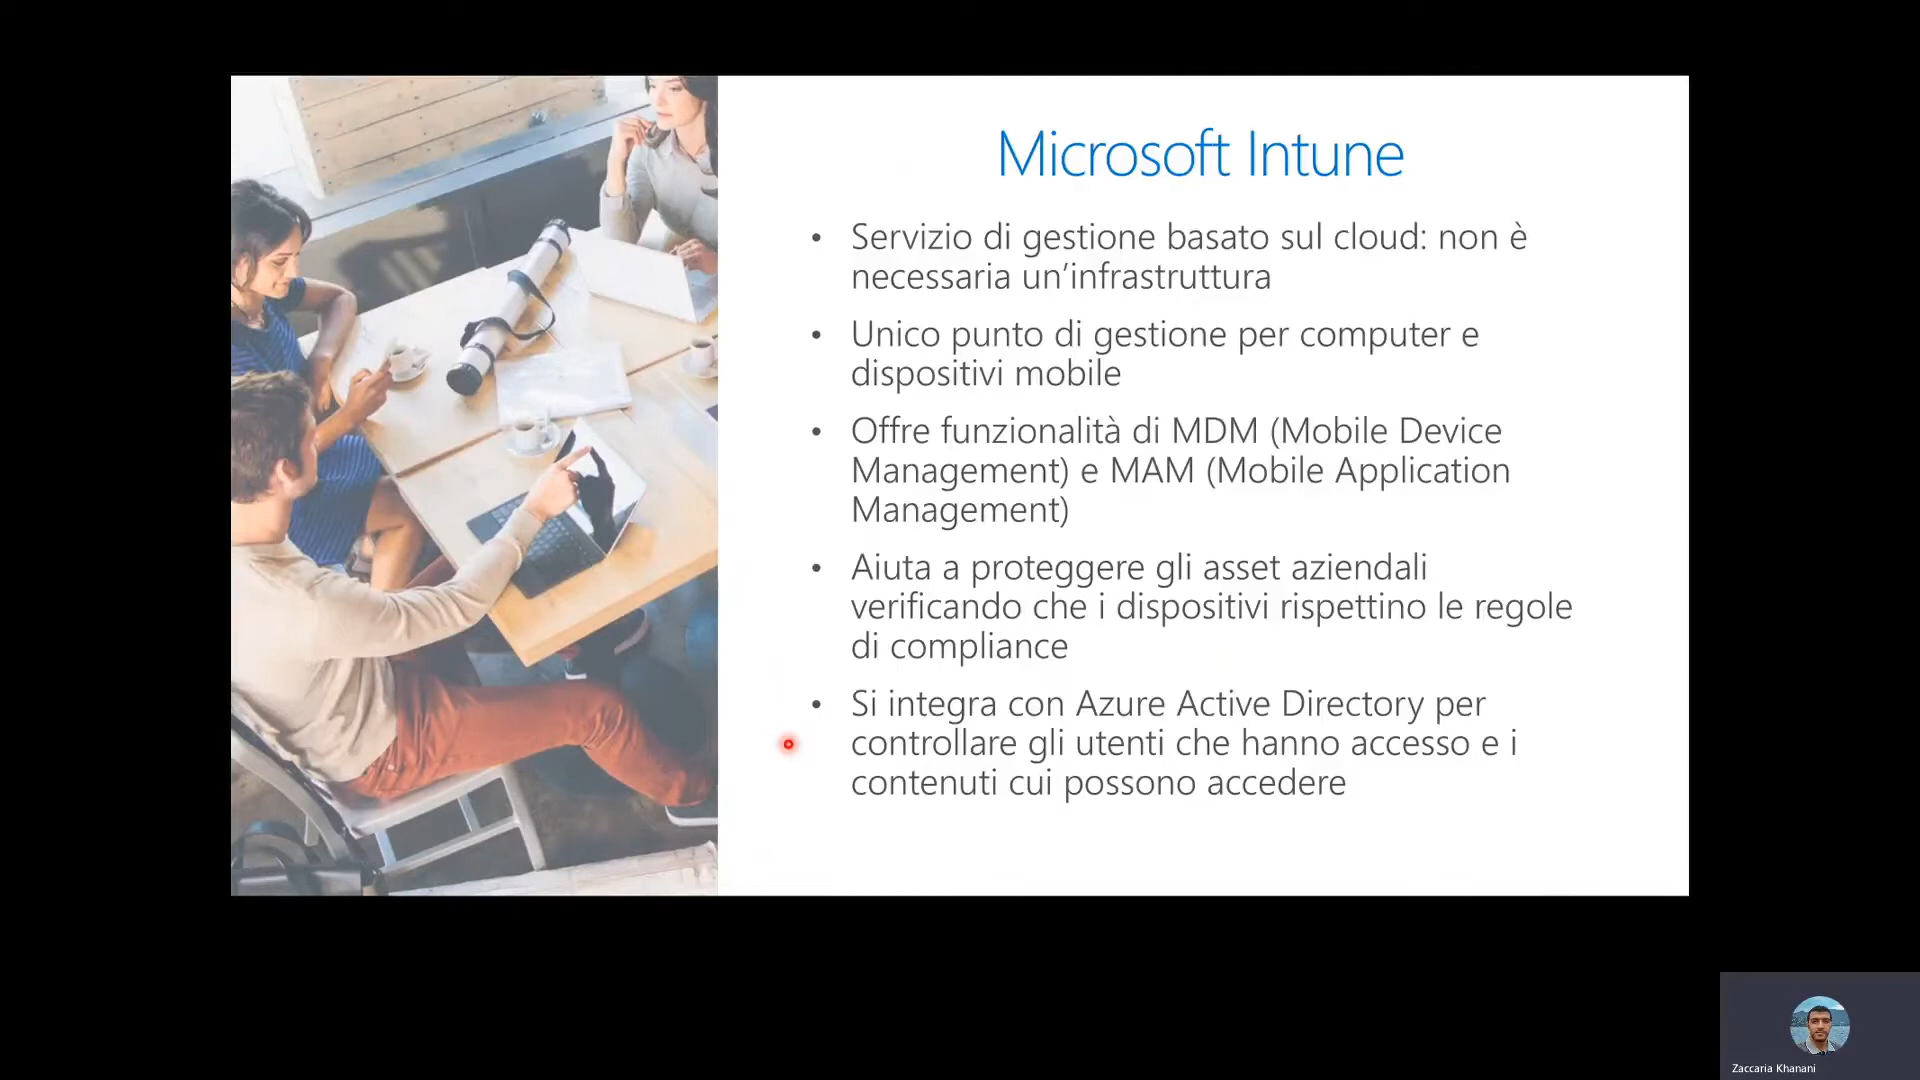 Microsoft Intune
• Servizio di gestione basato sul cloud: non è
necessaria un’infrastruttura
• Unico punto di gestione per computer e
dispositivi mobile
• Offre funzionalità di MDM (Mobile Device
Management) e MAM (Mobile Application
Management)
• Aiuta a proteggere gli asset aziendali
verificando che i dispositivi rispettino le regole
di compliance
• Si integra con Azure Active Directory per
controllare gli utenti che hanno accesso e i
contenuti cui possono accedere
Zaccaria Khanani